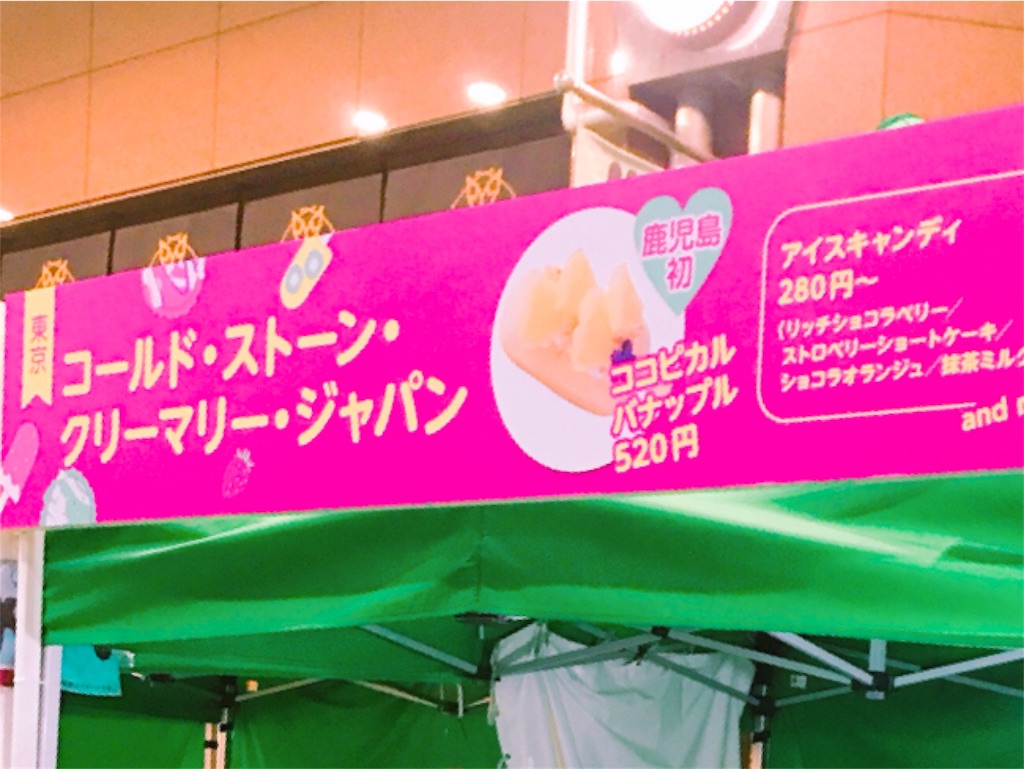 東京
コールド・ストーン・
クリーマリー・ジャパン
鹿児島
初
ココピカル
バナップル
520円
アイスキャンディ
280円～
(リッチショコラベリー/
ストロベリーショートケーキ/
ショコラオランジュ/抹茶ミルク
and